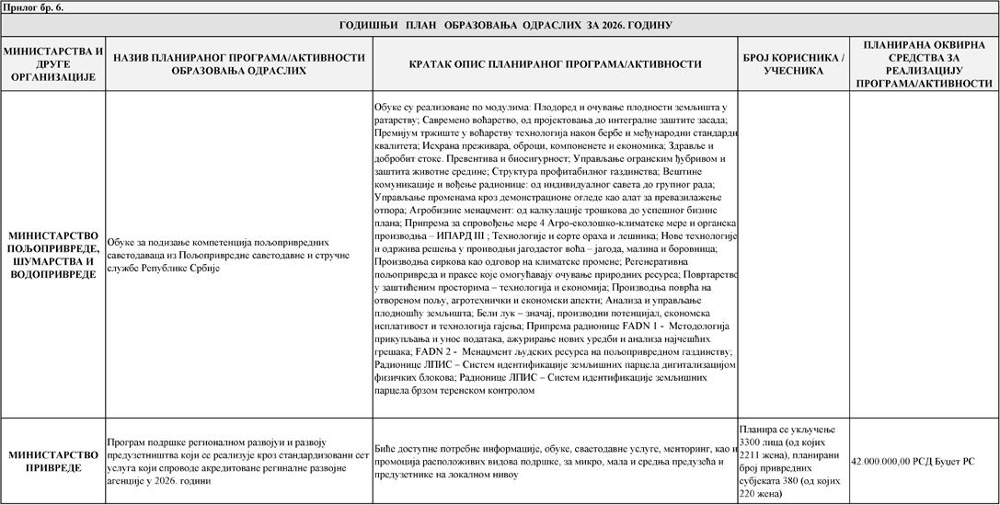 Прилог бр. 6.
ГОДИШЊИ ПЛАН ОБРАЗОВАЊА ОДРАСЛИХ ЗА 2026. ГОДИНУ
МИНИСТАРСТВА И
ДРУГЕ
ОРГАНИЗАЦИЈЕ
НАЗИВ ПЛАНИРАНОГ ПРОГРАМА/АКТИВНОСТИ
ОБРАЗОВАЊА ОДРАСЛИХ
КРАТАК ОПИС ПЛАНИРАНОГ ПРОГРАМА/АКТИВНОСТИ
БРОЈ КОРИСНИКА /
УЧЕСНИКА
ПЛАНИРАНА ОКВИРНА
СРЕДСТВА ЗА
РЕАЛИЗАЦИЈУ
ПРОГРАМА/АКТИВНОСТИ
МИНИСТАРСТВО
ПОЉОПРИВРЕДЕ,
ШУМАРСТВА И
ВОДОПРИВРЕДЕ
Обуке за подизање компетенција пољопривредних
саветодаваца из Пољопривредне саветодавне и стручне
службе Републике Србије
Обуке су реализоване по модулима: Плодоред и очување плодности земљишта у
ратарству; Савремено воћарство, од пројектовања до интегралне заштите засада;
Премијум тржиште у воћарству технологија након бербе и међународни стандарди
квалитета; Исхрана преживара, оброци, компоненете и економика; Здравље и
добробит стоке. Превентива и биосигурност; Управљање огранским ђубривом и
заштита животне средине; Структура профитабилног газдинства; Вештине
комуникације и вођење радионице: од индивидуалног савета до групног рада;
Управљање променама кроз демонстрационе огледе као алат за превазилажење
отпора; Агробизнис менаџмент: од калкулације трошкова до успешног бизнис
плана; Припрема за спровођење мере 4 Агро-еколошко-климатске мере и органска
производња – ИПАРД III ; Технологије и сорте ораха и лешника; Нове технологије
и одржива решења у проиводњи јагодастог воћа – јагода, малина и боровница;
Производњa сиркова као одговор на климатске промене; Регенеративна
пољопривреда и праксе које омогућавају очување природних ресурса; Повртарство
у заштићеним просторима – технологија и економија; Производња поврћа на
отвореном пољу, агротехнички и економски апекти; Анализа и управљање
плодношћу земљишта; Бели лук – значај, производни потенцијал, економска
исплативост и технологија гајења; Припрема радионице FADN 1 - Методологија
прикупљања и унос података, ажурирање нових уредби и анализа најчешћих
грешака; FADN 2 - Менаџмент људских ресурса на пољопривредном газдинству;
Радионице ЛПИС – Систем идентификације земљишних парцела дигитализацијом
физичких блокова; Радионице ЛПИС – Систем идентификације земљишних
парцела брзом теренском контролом
МИНИСТАРСТВО
ПРИВРЕДЕ
Програм подршке регионалном развојуи и развоју
предузетништва који се реализује кроз стандардизовани сет
услуга који спроводе акредитоване региналне развојне
агенције у 2026. години
Биће доступне потребне информације, обуке, свастодавне услуге, менторинг, као и
промоција расположивих видова подршке, за микро, мала и средња предузећа и
предузетнике на локалном нивоу
Планира се укључење
3300 лица (од којих
2211 жена), планирани
број привредних
субјеката 380 (од којих
220 жена)
42.000.000,00 РСД Буџет РС